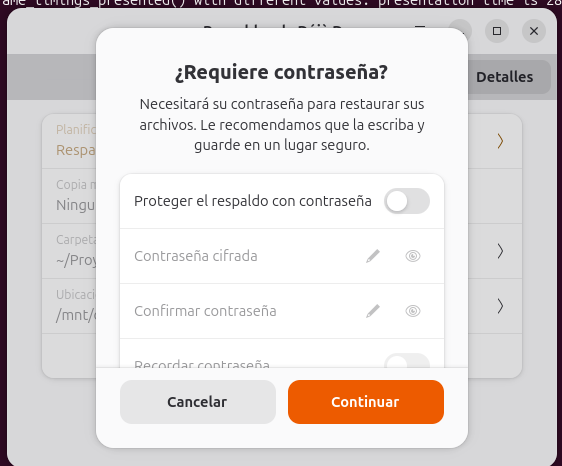 with different values: presentation time is 28
Detalles
¿Requiere contraseña?
Necesitará su contraseña para restaurar sus
archivos. Le recomendamos que la escriba y
guarde en un lugar seguro.
Planific
Respa
Proteger el respaldo con contraseña
Copia m
Ningu
Contraseña cifrada
Carpeta
~/Proy
Confirmar contraseña
Ubicaci
/mnt/
Recordar contraseña
Cancelar
Continuar